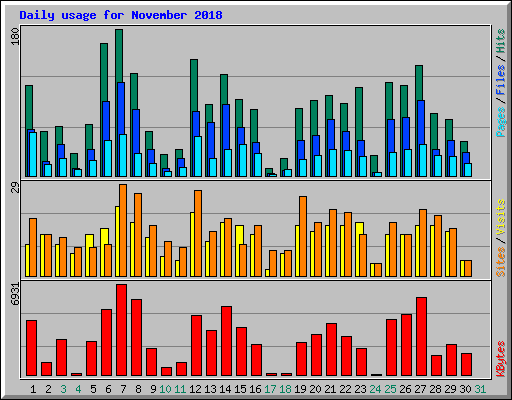 Daily usage for November 2018
180
Pages/Files/Hits
29
Sites/Visits
6931
KBytes
1 2 3 4 5 6 7 8 9 10 11 12 13 14 15 16 17 18 19 20 21 22 23 24 25 26 27 28 29 30 31